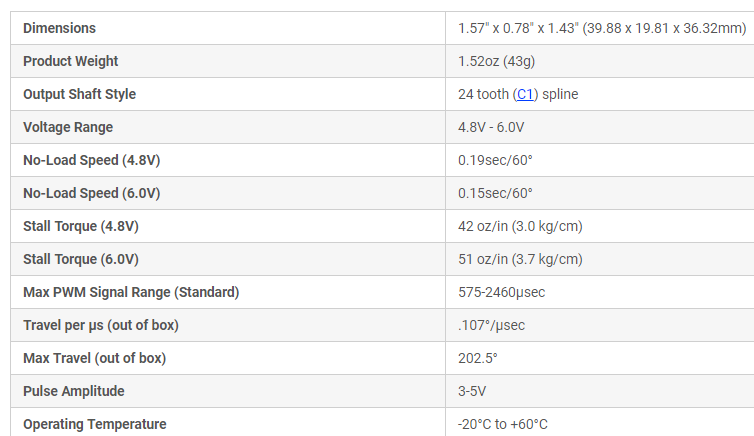 Dimensions 1.57" x 0.78" x 1.43" (39.88 x 19.81 x 36.32mm)
Product Weight 1.52oz (43g)
Output Shaft Style 24 tooth (C1) spline
Voltage Range 4.8V - 6.0V
No-Load Speed (4.8V) 0.19sec/60°
No-Load Speed (6.0V) 0.15sec/60°
Stall Torque (4.8V) 42 oz/in (3.0 kg/cm)
Stall Torque (6.0V) 51 oz/in (3.7 kg/cm)
Max PWM Signal Range (Standard) 575-2460μsec
Travel per μs (out of box) .107°/μsec
Max Travel (out of box) 202.5°
Pulse Amplitude 3-5V
Operating Temperature -20°C to +60°C